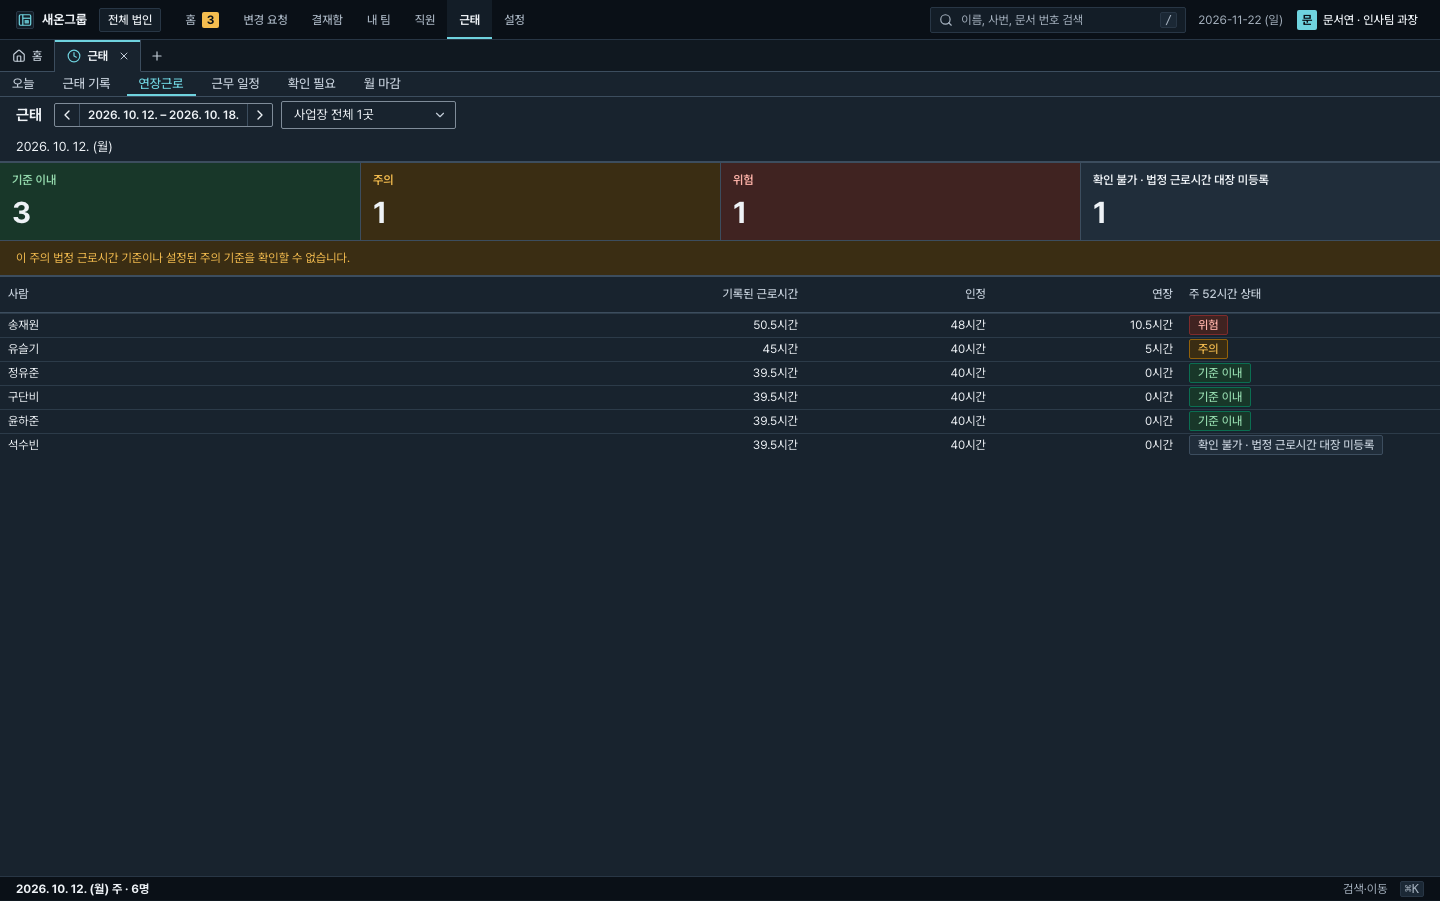 새온그룹 전체 법인 홈 3 변경 요청 결재함 내 팀 직원 근태 설정 이름, 사번, 문서 번호 검색 / 2026-11-22 (일) 문 문서연 · 인사팀 과장
홈 근태
오늘 근태 기록 연장근로 근무 일정 확인 필요 월 마감
근태 2026. 10. 12. – 2026. 10. 18. 사업장 전체 1곳
2026. 10. 12. (월)
기준 이내 주의 위험 확인 불가 · 법정 근로시간 대장 미등록
3 1 1 1
이 주의 법정 근로시간 기준이나 설정된 주의 기준을 확인할 수 없습니다.
사람 기록된 근로시간 인정 연장 주 52시간 상태
송재원 50.5시간 48시간 10.5시간 위험
유슬기 45시간 40시간 5시간 주의
정유준 39.5시간 40시간 0시간 기준 이내
구단비 39.5시간 40시간 0시간 기준 이내
윤하준 39.5시간 40시간 0시간 기준 이내
석수빈 39.5시간 40시간 0시간 확인 불가 · 법정 근로시간 대장 미등록
2026. 10. 12. (월) 주 · 6명 검색·이동 ⌘K